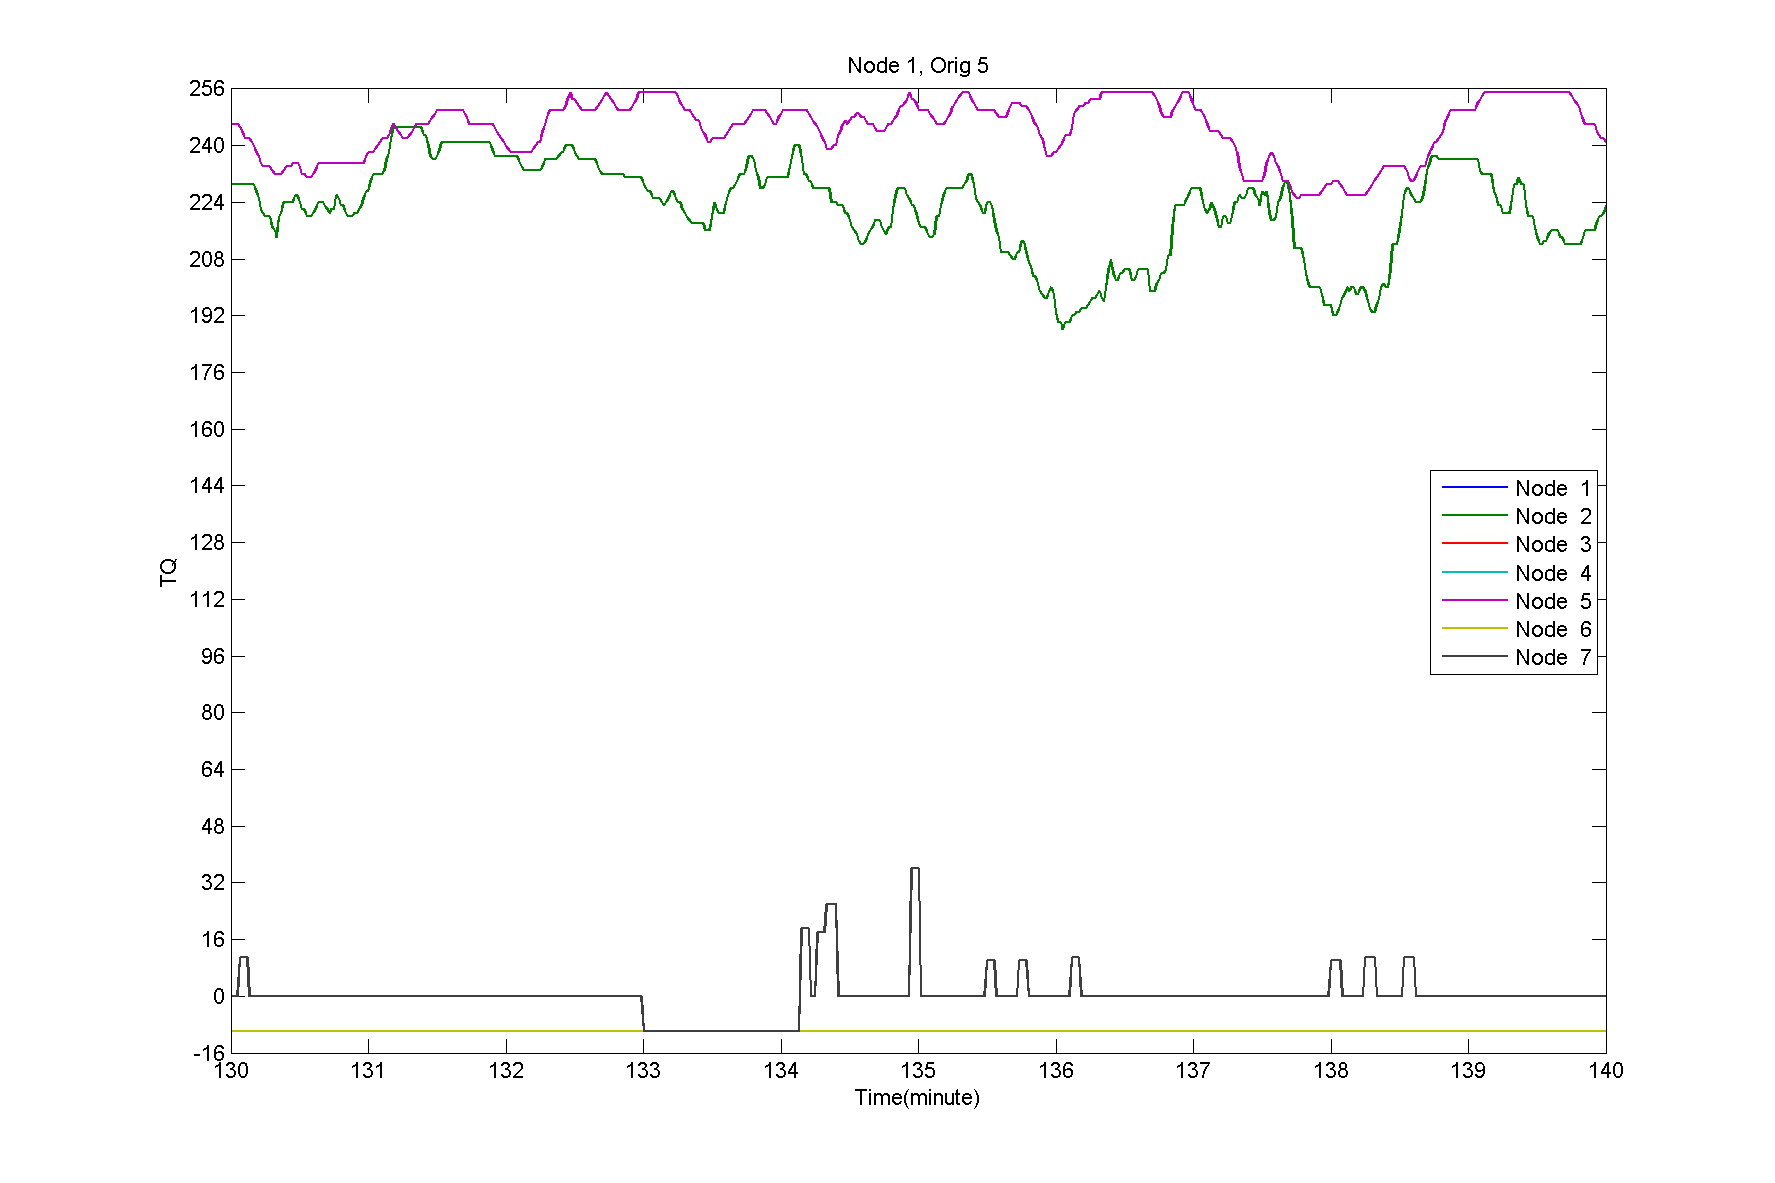 Node 1, Orig 5
256
240
224
208
192
176
160
144
128
112
96
80
64
48
32
16
0
-16
TQ
Node 1
Node 2
Node 3
Node 4
Node 5
Node 6
Node 7
130 131 132 133 134 135 136 137 138 139 140
Time(minute)